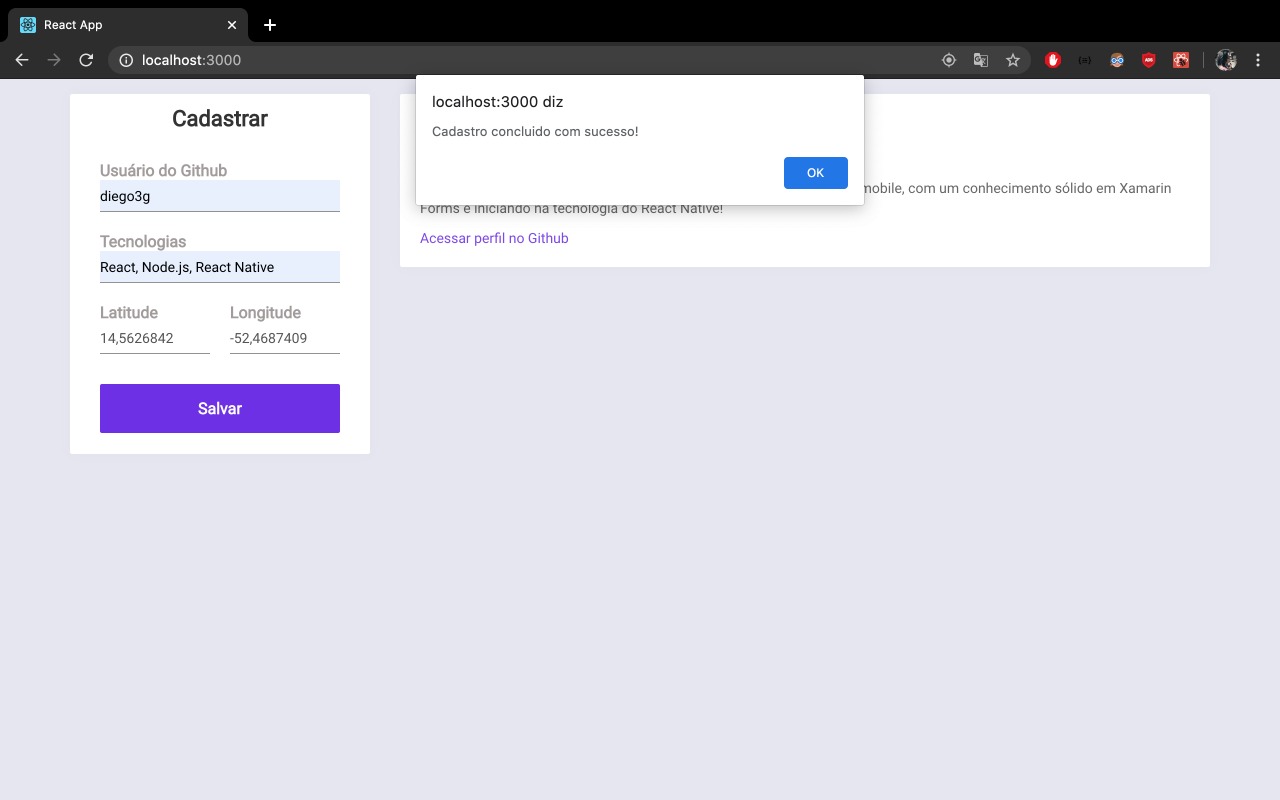 React App
localhost:3000
localhost:3000 diz
Cadastro concluido com sucesso!
OK
Cadastrar
Usuário do Github
diego3g
Tecnologias
React, Node.js, React Native
Latitude
Longitude
14,5626842
-52,4687409
Salvar
mobile, com um conhecimento sólido em Xamarin
Forms e iniciando na tecnologia do React Native!
Acessar perfil no Github